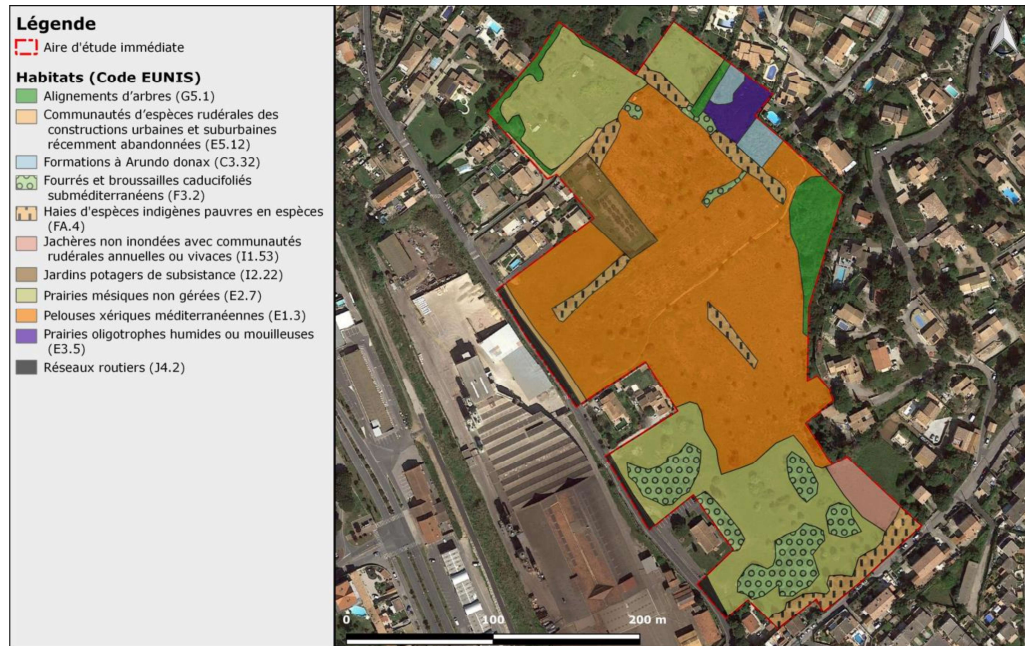 Légende
Aire d'étude immédiate
Habitats (Code EUNIS)
Alignements d'arbres (G5.1)
Communautés d'espèces rudérales des
constructions urbaines et suburbaines
récemment abandonnées (E5.12)
Formations à Arundo donax (C3.32)
Fourrés et broussailles caducifoliés
subméditerranéens (F3.2)
Haies d'espèces indigènes pauvres en espèces
(FA.4)
Jachères non inondées avec communautés
rudérales annuelles ou vivaces (I1.53)
Jardins potagers de subsistance (I2.22)
Prairies mésiques non gérées (E2.7)
Pelouses xériques méditerranéennes (E1.3)
Prairies oligotrophes humides ou mouilleuses
(E3.5)
Réseaux routiers (J4.2)
0 100 200 m